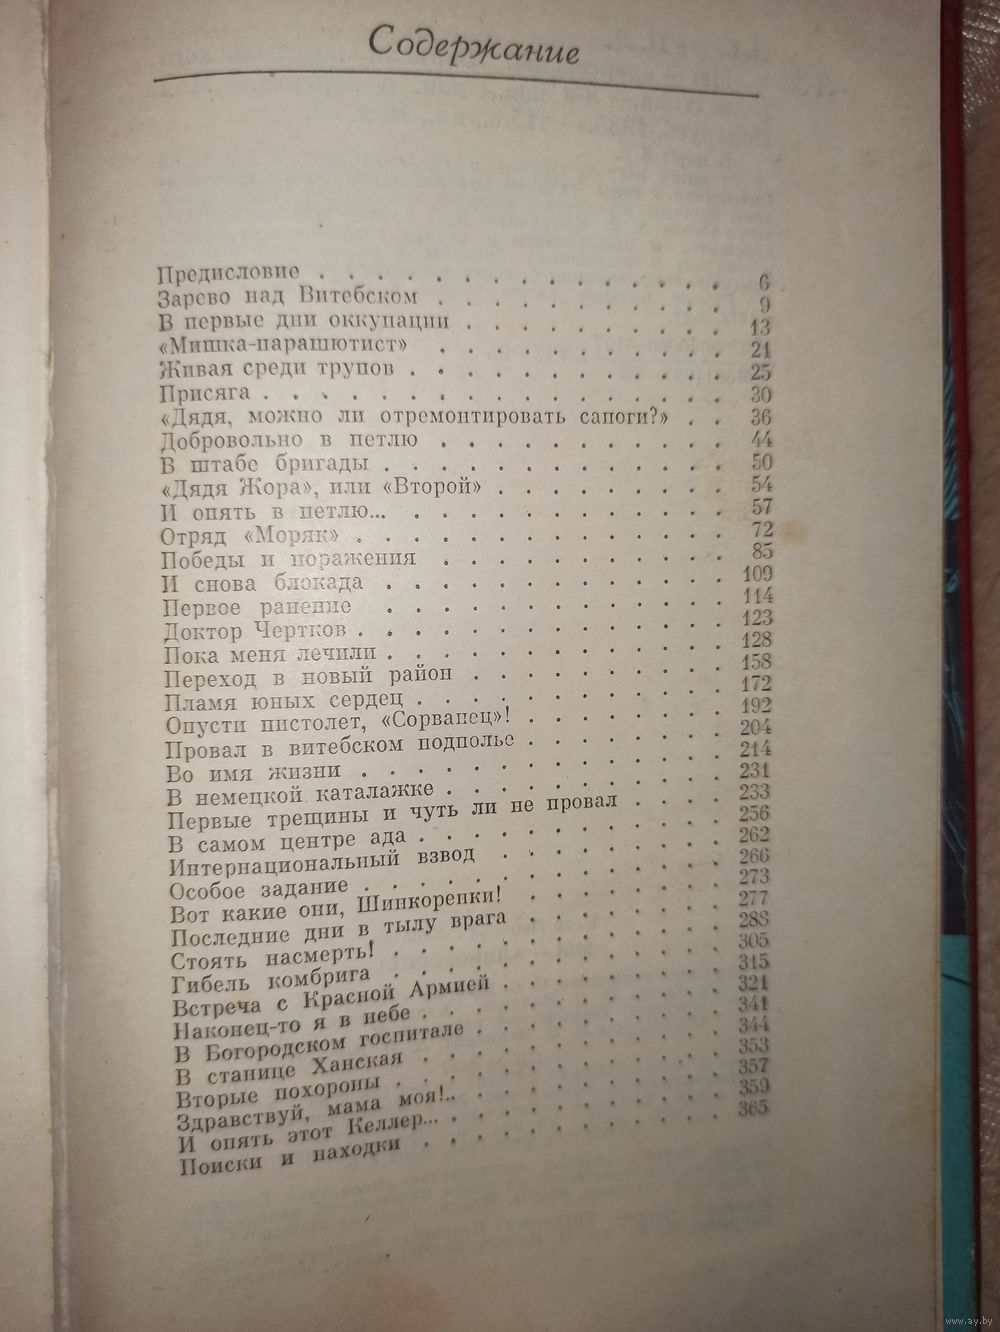 Содержание
Предисловие . . . . . . . . . . . . . . 6
Зарево над Витебском . . . . . . . . . . 9
В первые дни оккупации . . . . . . . . . 13
«Мишка-парашютист» . . . . . . . . . . 21
Живая среди трупов . . . . . . . . . . . 25
Присяга . . . . . . . . . . . . . . . . 30
«Дядя, можно ли отремонтировать сапоги?» . . 36
Добровольно в петлю . . . . . . . . . . 44
В штабе бригады . . . . . . . . . . . . 50
«Дядя Жора», или «Второй» . . . . . . . . 54
И опять в петлю... . . . . . . . . . . . 57
Отряд «Моряк» . . . . . . . . . . . . . 72
Победы и поражения . . . . . . . . . . 85
И снова блокада . . . . . . . . . . . . 109
Первое ранение . . . . . . . . . . . . 114
Доктор Чертков . . . . . . . . . . . . . 123
Пока меня лечили . . . . . . . . . . . . 128
Переход в новый район . . . . . . . . . 158
Пламя юных сердец . . . . . . . . . . . 172
Опусти пистолет, «Сорванец»! . . . . . . . 192
Провал в витебском подполье . . . . . . . 204
Во имя жизни . . . . . . . . . . . . . 214
В немецкой каталажке . . . . . . . . . . 231
Первые трещины и чуть ли не провал . . . . 233
В самом центре ада . . . . . . . . . . . 256
Интернациональный взвод . . . . . . . . 262
Особое задание . . . . . . . . . . . . . 266
Вот какие они, Шинкоренки! . . . . . . . 273
Последние дни в тылу врага . . . . . . . 277
Стоять насмерть! . . . . . . . . . . . . 288
Гибель комбрига . . . . . . . . . . . . 305
Встреча с Красной Армией . . . . . . . . 315
Наконец-то я в небе . . . . . . . . . . . 321
В Богородском госпитале . . . . . . . . . 341
В станице Ханская . . . . . . . . . . . 344
Вторые похороны . . . . . . . . . . . . 353
Здравствуй, мама моя!.. . . . . . . . . . 357
И опять этот Келлер... . . . . . . . . . . 359
Поиски и находки . . . . . . . . . . . 365
www.ay.by